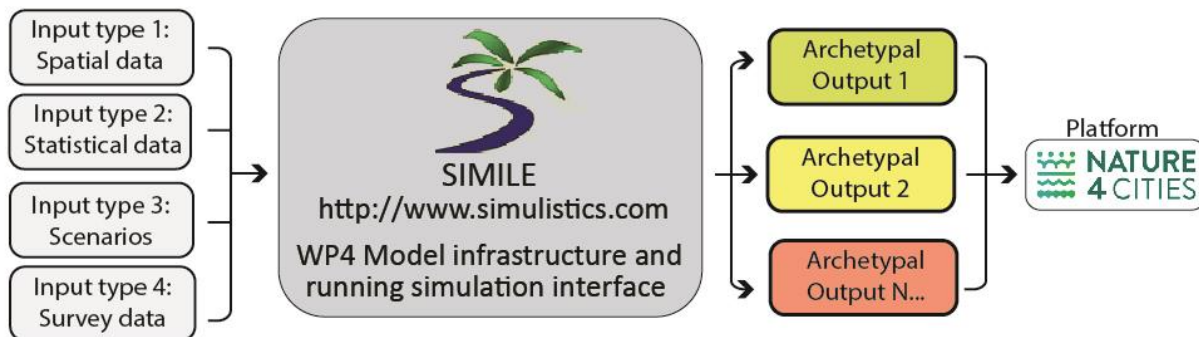 Input type 1:
Spatial data
Input type 2:
Statistical data
Input type 3:
Scenarios
Input type 4:
Survey data
SIMILE
http://www.simulistics.com
WP4 Model infrastructure and
running simulation interface
Archetypal
Output 1
Archetypal
Output 2
Archetypal
Output N...
Platform
NATURE
4 CITIES